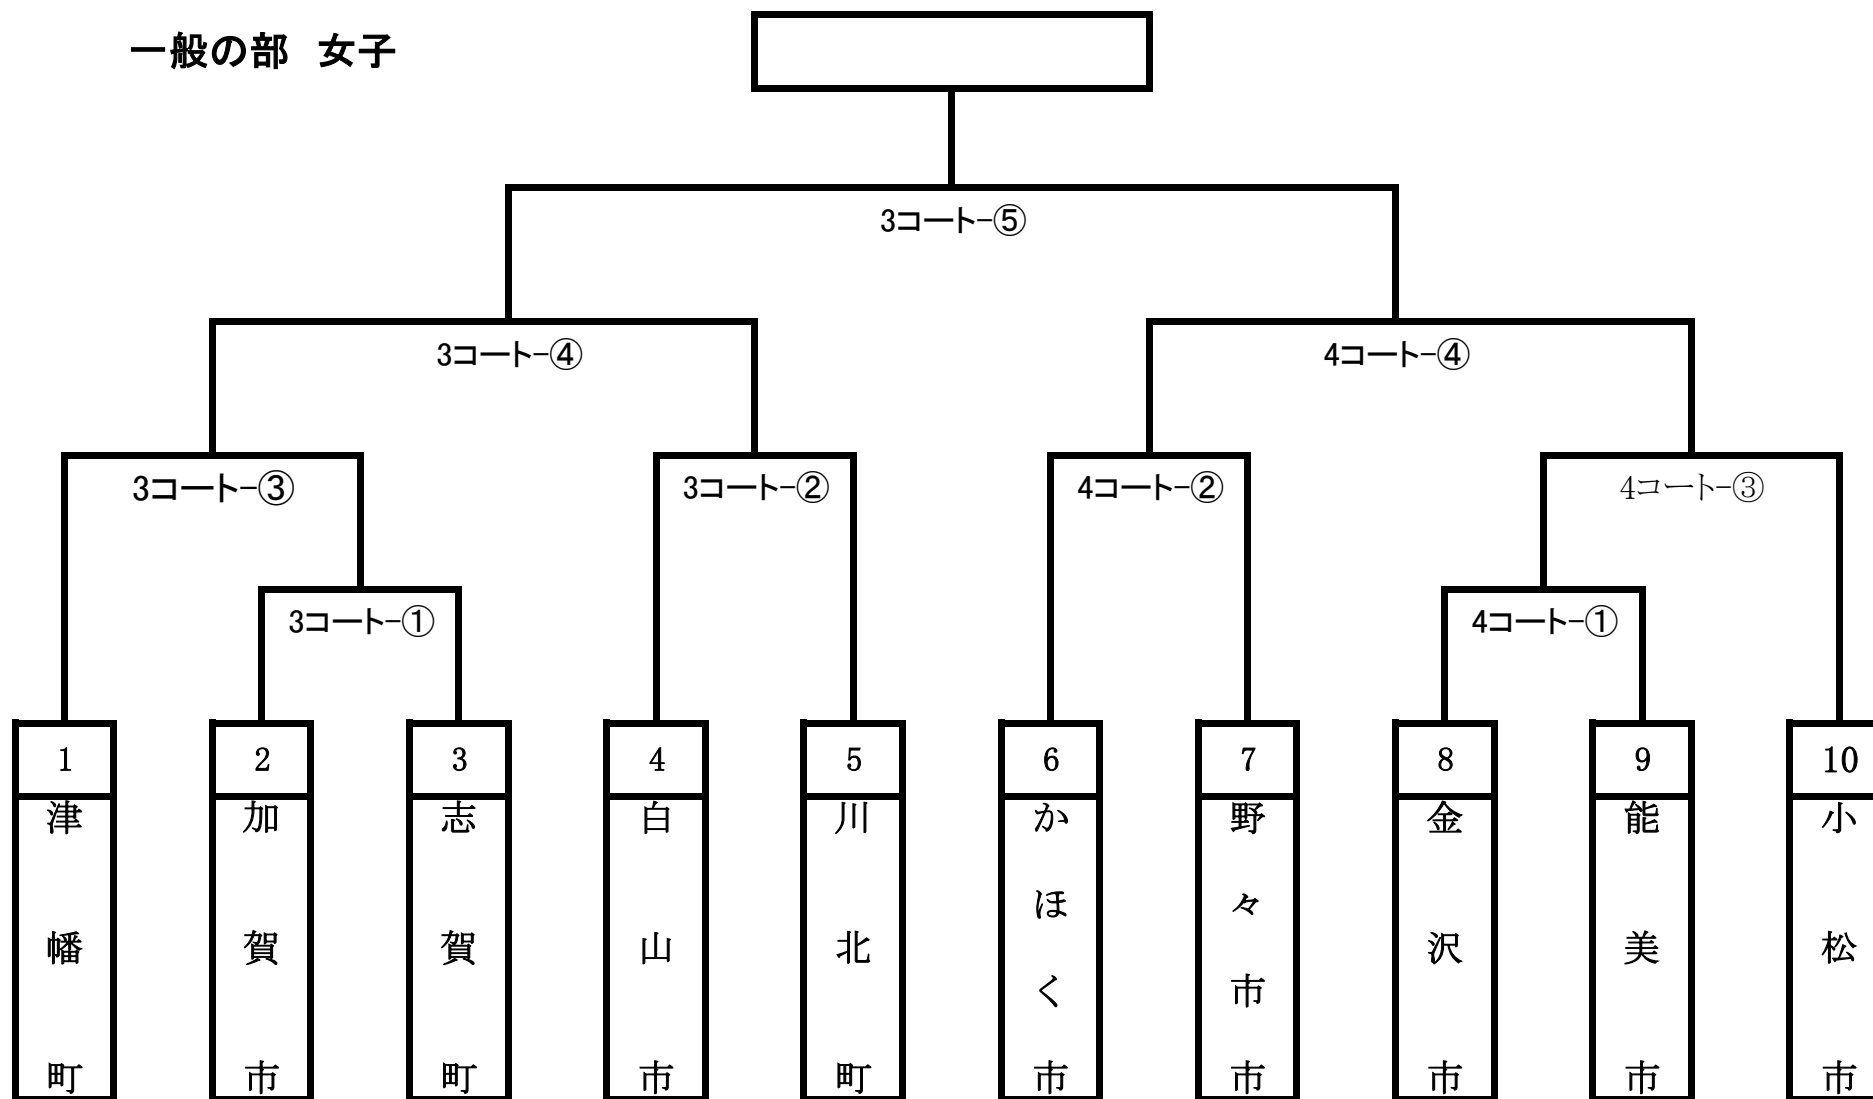 一般の部　女子
3コート-⑤
3コート-④
4コート-④
3コート-③
3コート-②
4コート-②
4コート-③
3コート-①
4コート-①
1
2
3
4
5
6
7
8
9
10
津幡町
加賀市
志賀町
白山市
川北町
かほく市
野々市市
金沢市
能美市
小松市